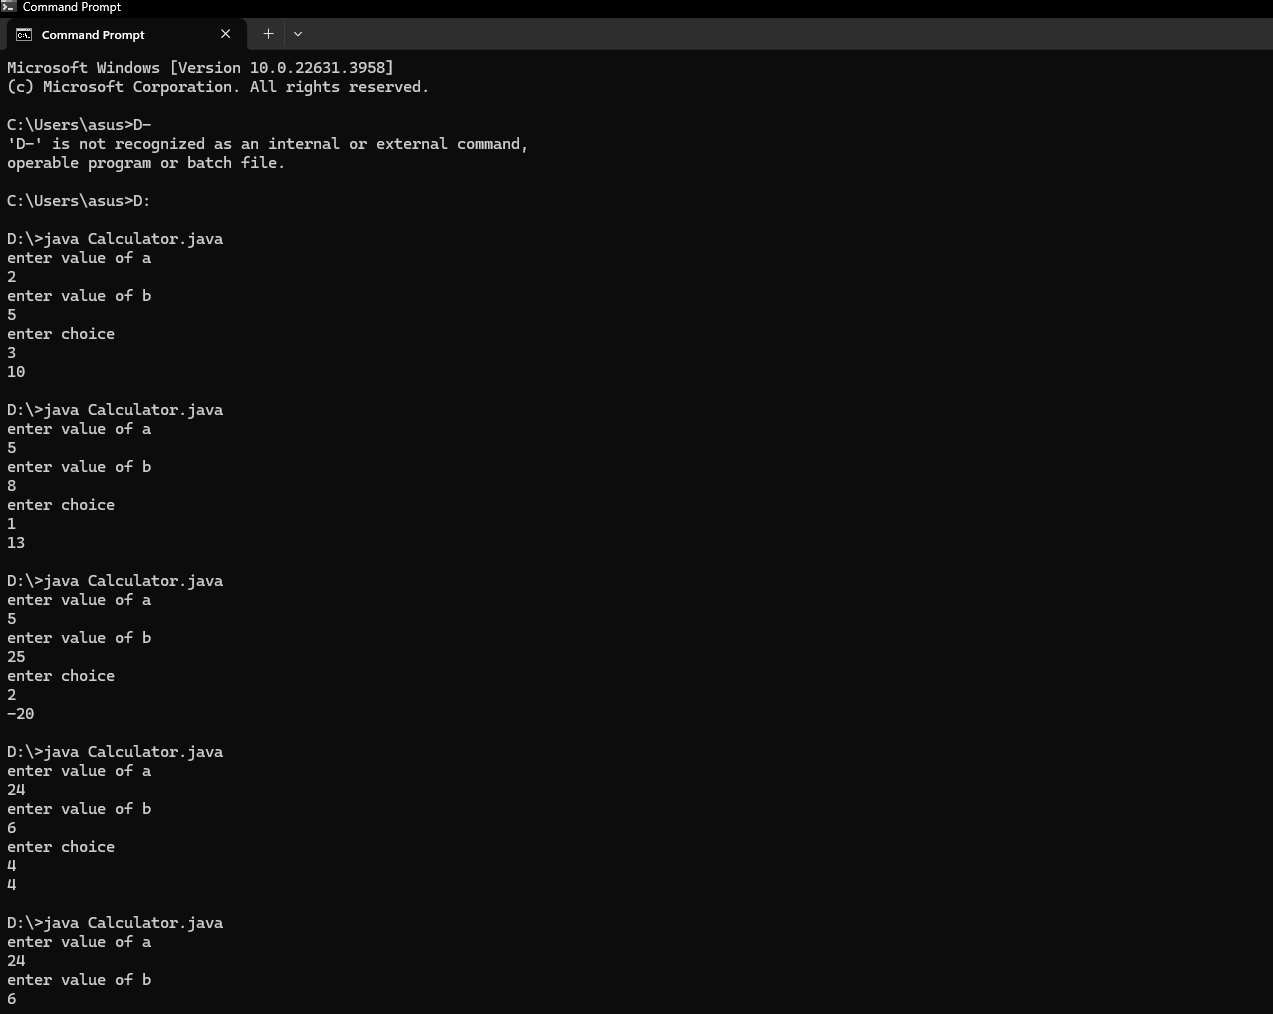 Command Prompt
Command Prompt
Microsoft Windows [Version 10.0.22631.3958]
(c) Microsoft Corporation. All rights reserved.
C:\Users\asus>D-
'D-' is not recognized as an internal or external command,
operable program or batch file.
C:\Users\asus>D:
D:\>java Calculator.java
enter value of a
2
enter value of b
5
enter choice
3
10
D:\>java Calculator.java
enter value of a
5
enter value of b
8
enter choice
1
13
D:\>java Calculator.java
enter value of a
5
enter value of b
25
enter choice
2
-20
D:\>java Calculator.java
enter value of a
24
enter value of b
6
enter choice
4
4
D:\>java Calculator.java
enter value of a
24
enter value of b
6